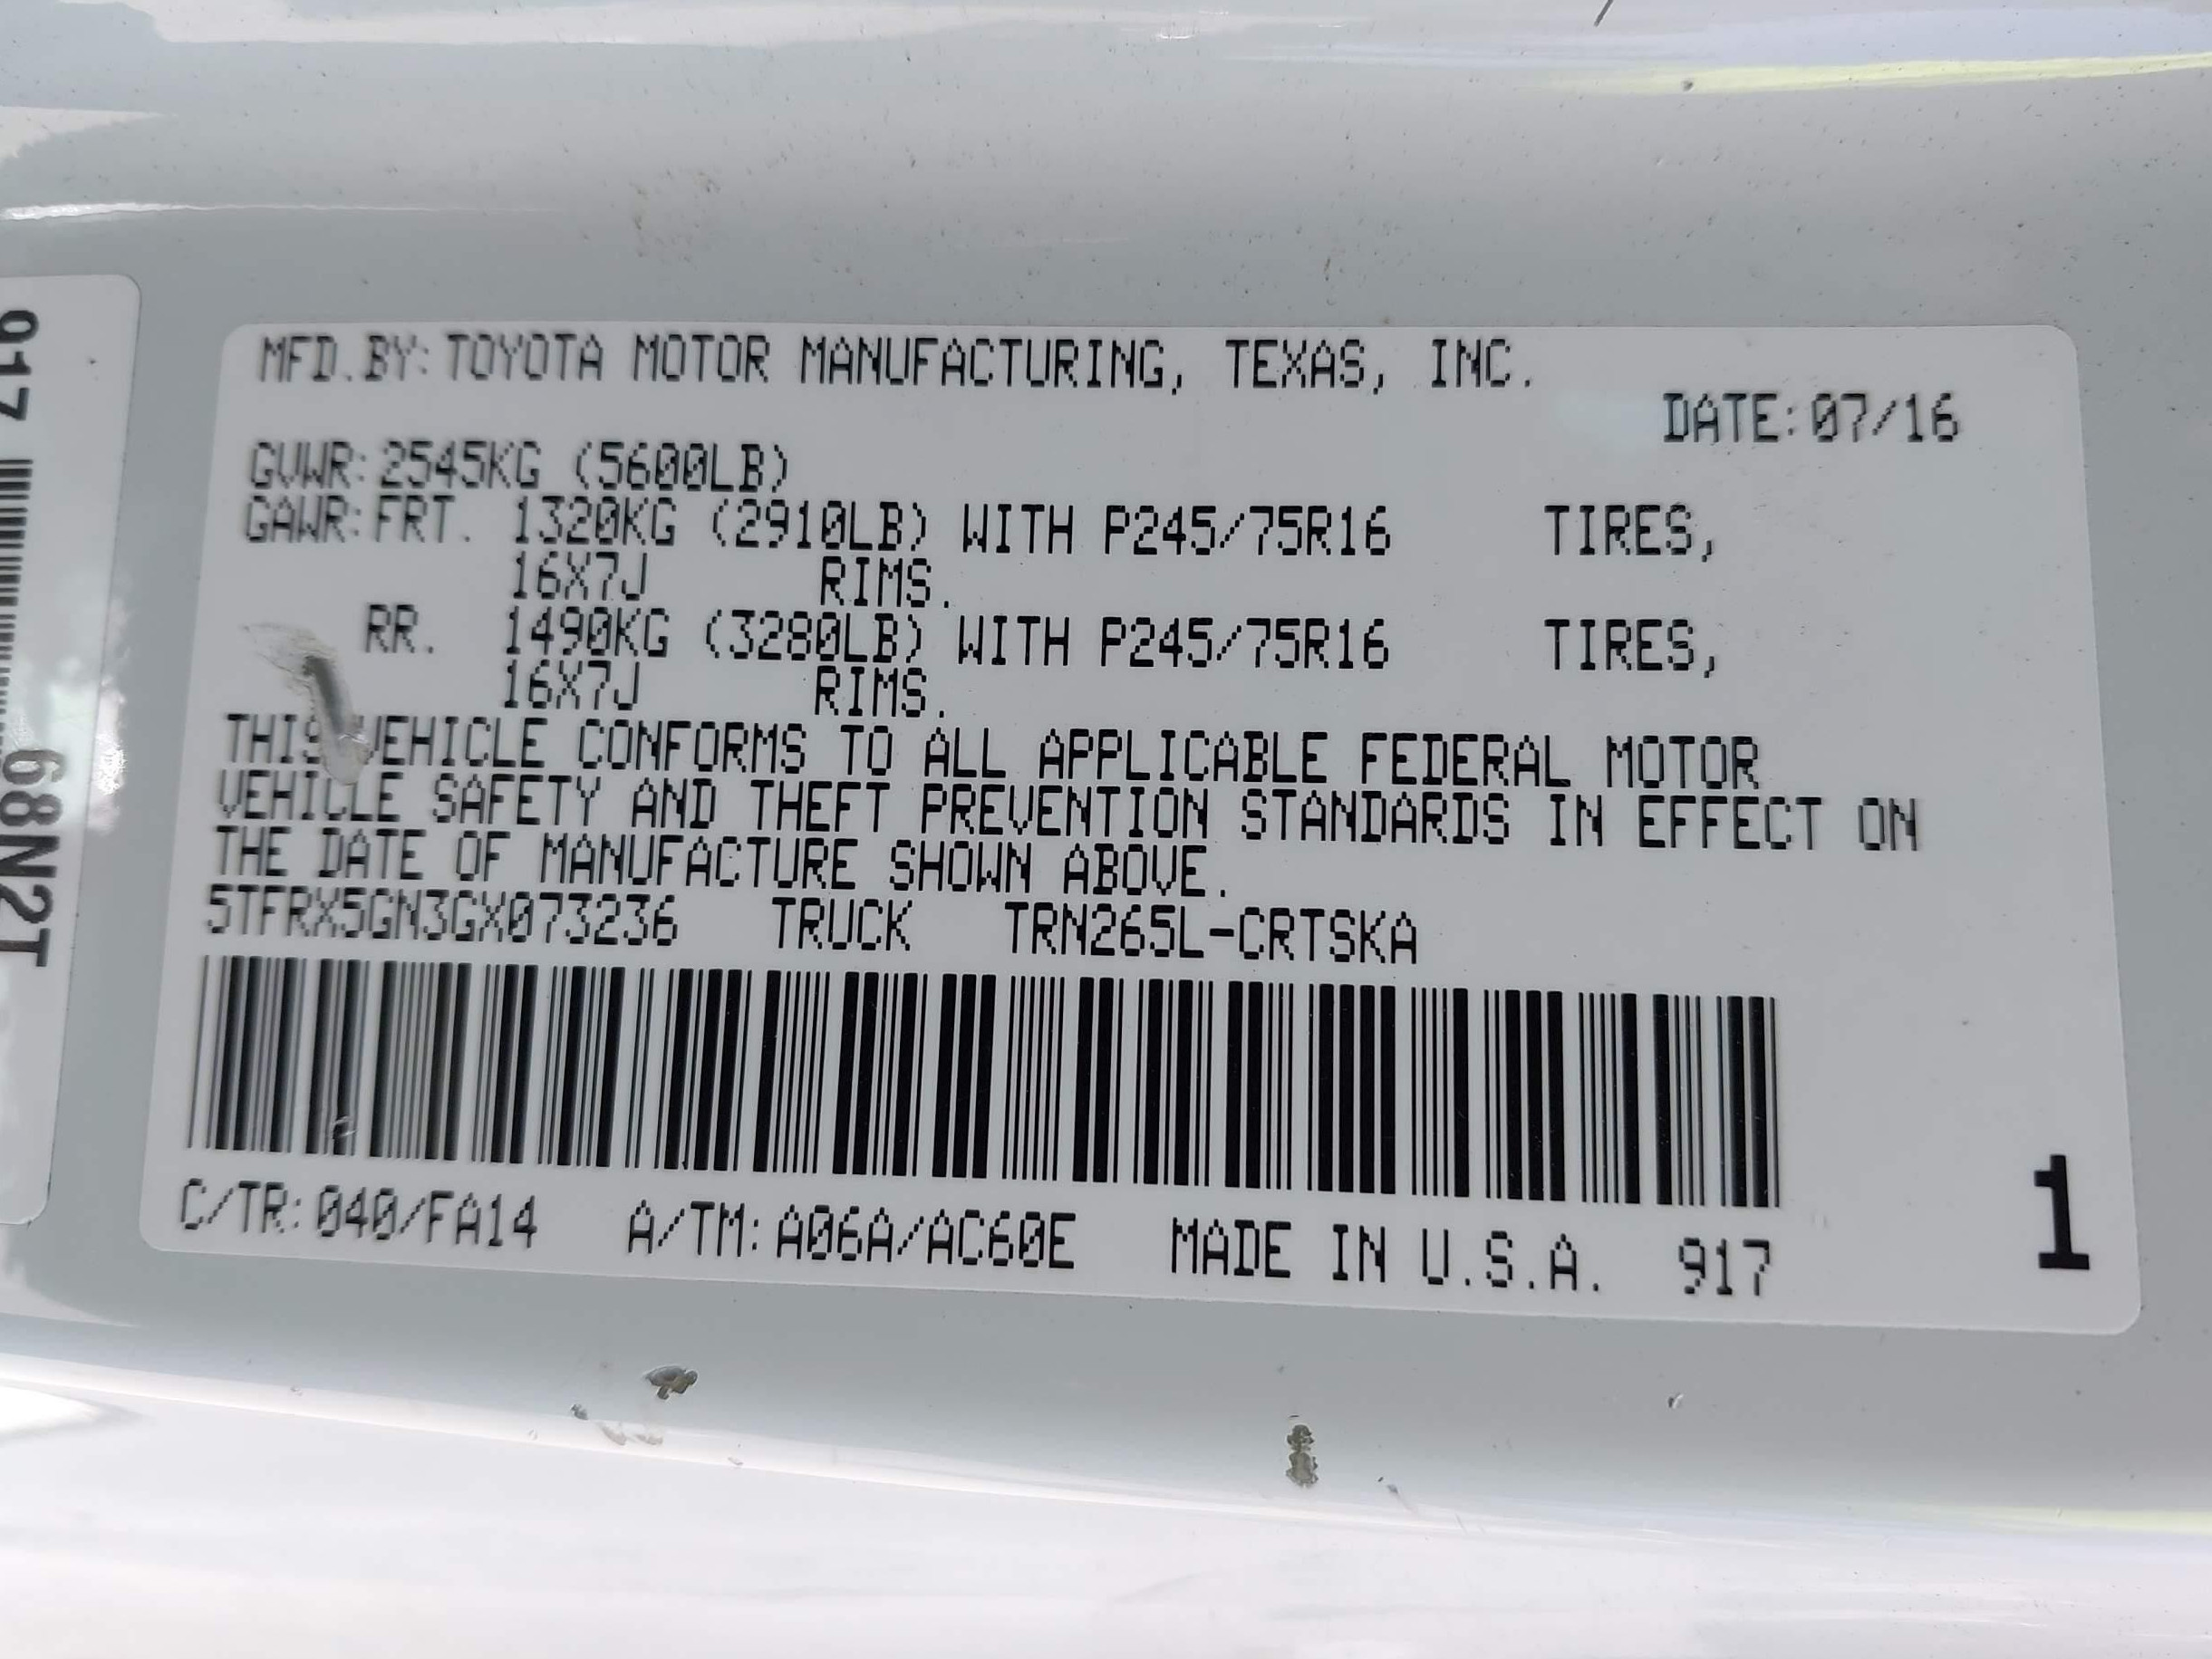 MFD.BY:TOYOTA MOTOR MANUFACTURING, TEXAS, INC.
DATE:07/16
GVWR:2545KG (5600LB)
GAWR:FRT. 1320KG (2910LB) WITH P245/75R16 TIRES,
16X7J RIMS.
RR. 1490KG (3280LB) WITH P245/75R16 TIRES,
16X7J RIMS.
THIS VEHICLE CONFORMS TO ALL APPLICABLE FEDERAL MOTOR
VEHICLE SAFETY AND THEFT PREVENTION STANDARDS IN EFFECT ON
THE DATE OF MANUFACTURE SHOWN ABOVE.
5TFRX5GN3GX073236 TRUCK TRN265L-CRTSKA
C/TR:040/FA14 A/TM:A06A/AC60E MADE IN U.S.A. 917
1
917
68N2T